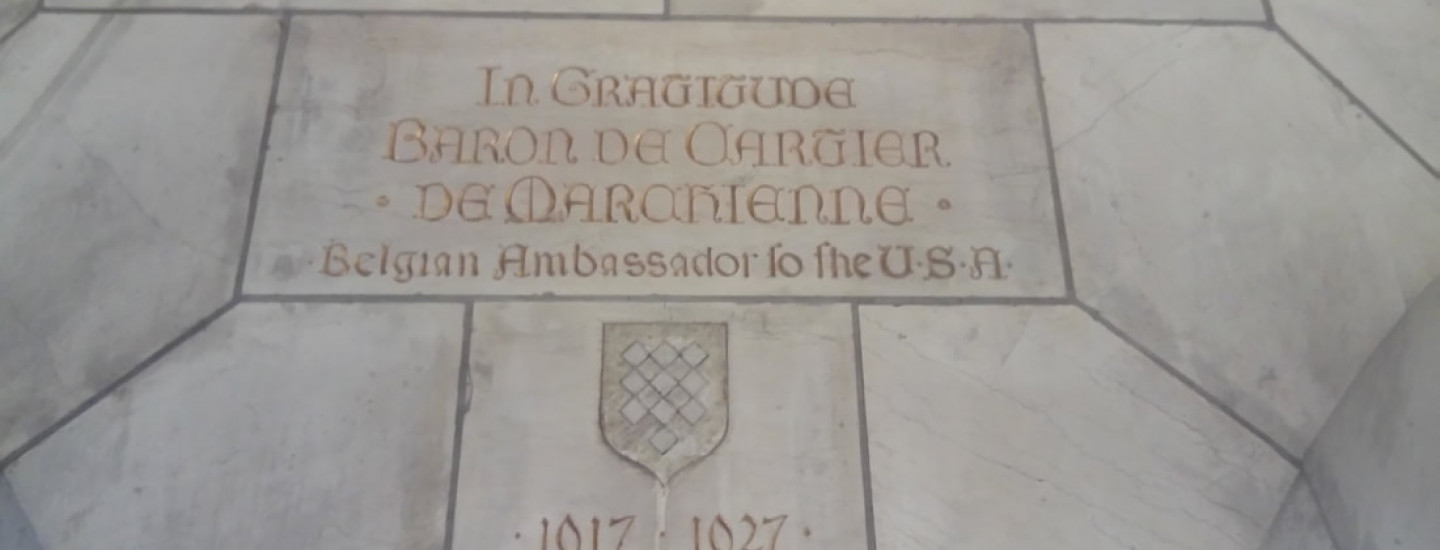 In GRATITUDE
BARON DE CARTIER
· DE MARCHIENNE ·
· Belgian Ambassador to the U·S·A·
· 1917 · 1927 ·